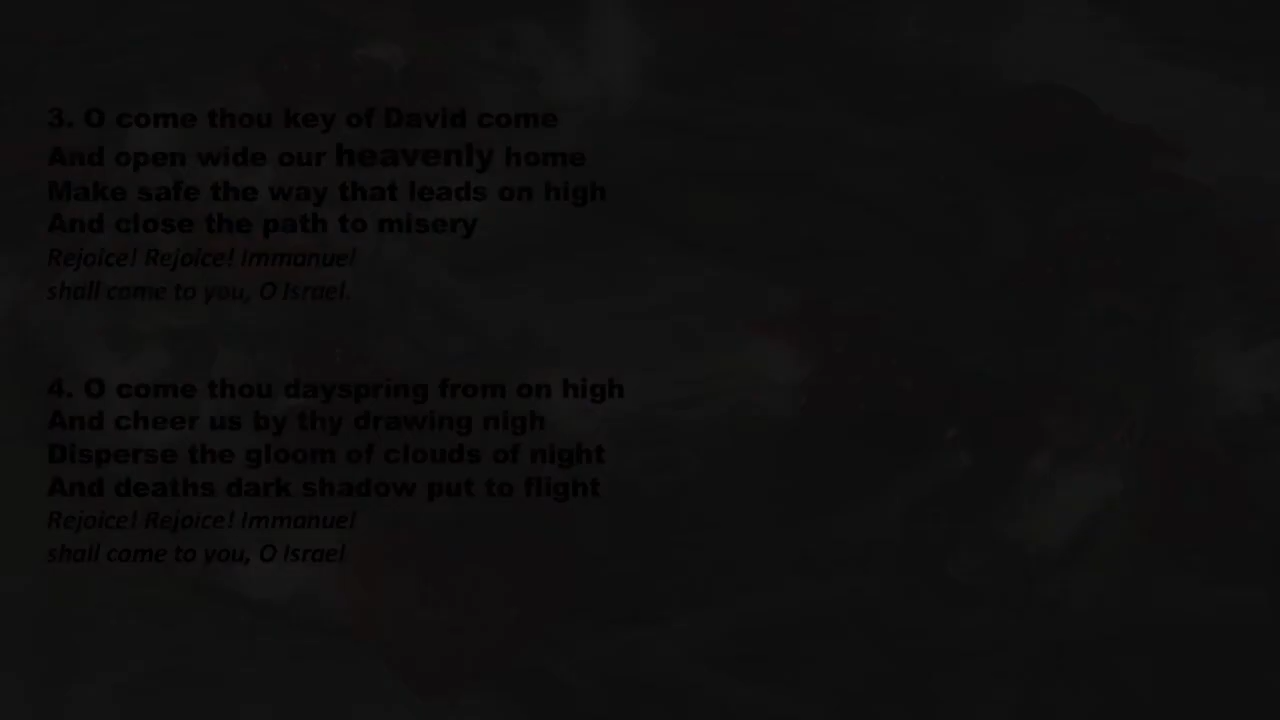 3. O come thou key of David come
And open wide our heavenly home
Make safe the way that leads on high
And close the path to misery
Rejoice! Rejoice! Immanuel
shall come to you, O Israel.
4. O come thou dayspring from on high
And cheer us by thy drawing nigh
Disperse the gloom of clouds of night
And deaths dark shadow put to flight
Rejoice! Rejoice! Immanuel
shall come to you, O Israel